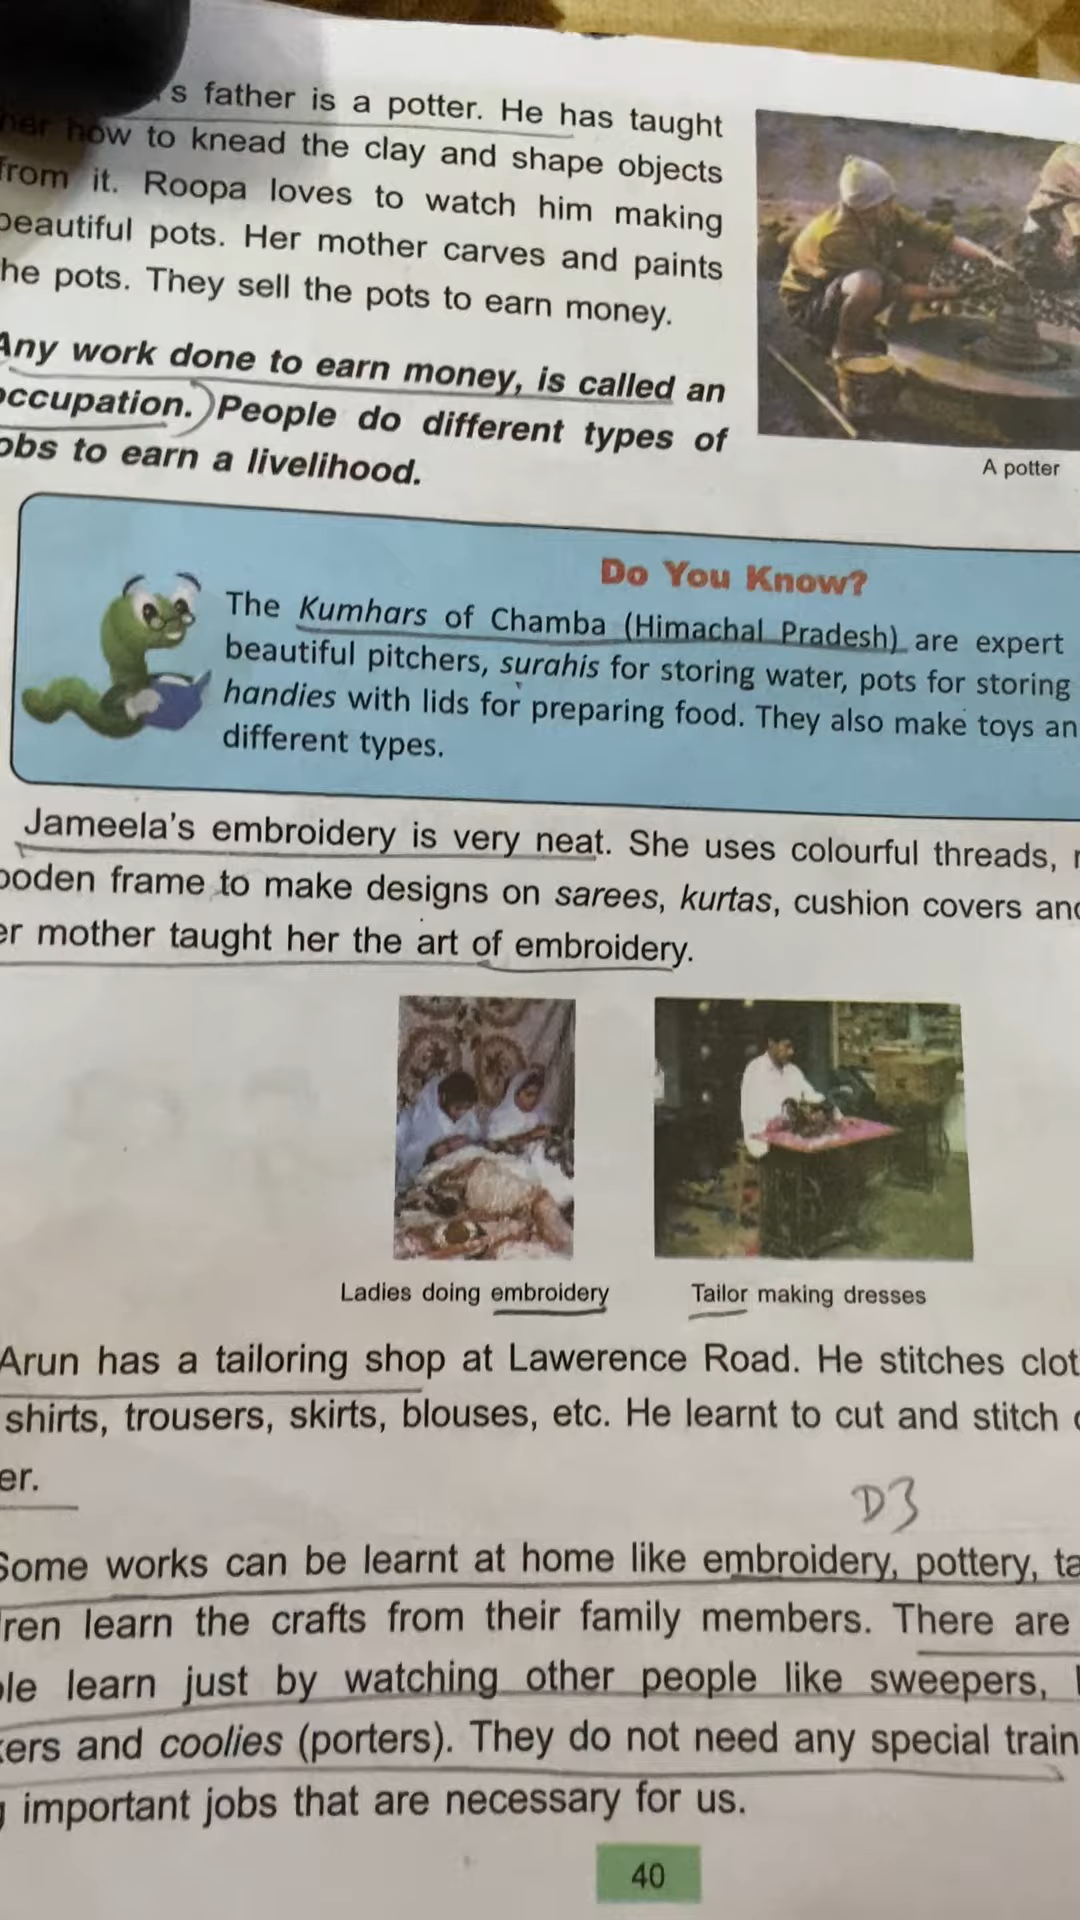 s father is a potter. He has taught
her how to knead the clay and shape objects
from it. Roopa loves to watch him making
beautiful pots. Her mother carves and paints
he pots. They sell the pots to earn money.
Any work done to earn money, is called an
occupation. People do different types of
obs to earn a livelihood.
A potter
Do You Know?
The Kumhars of Chamba (Himachal Pradesh) are expert
beautiful pitchers, surahis for storing water, pots for storing
handies with lids for preparing food. They also make toys an
different types.
Jameela's embroidery is very neat. She uses colourful threads,
ooden frame to make designs on sarees, kurtas, cushion covers and
er mother taught her the art of embroidery.
Ladies doing embroidery
Tailor making dresses
Arun has a tailoring shop at Lawerence Road. He stitches clot
shirts, trousers, skirts, blouses, etc. He learnt to cut and stitch
er.
D3
Some works can be learnt at home like embroidery, pottery, ta
ren learn the crafts from their family members. There are
le learn just by watching other people like sweepers,
ers and coolies (porters). They do not need any special train
important jobs that are necessary for us.
40